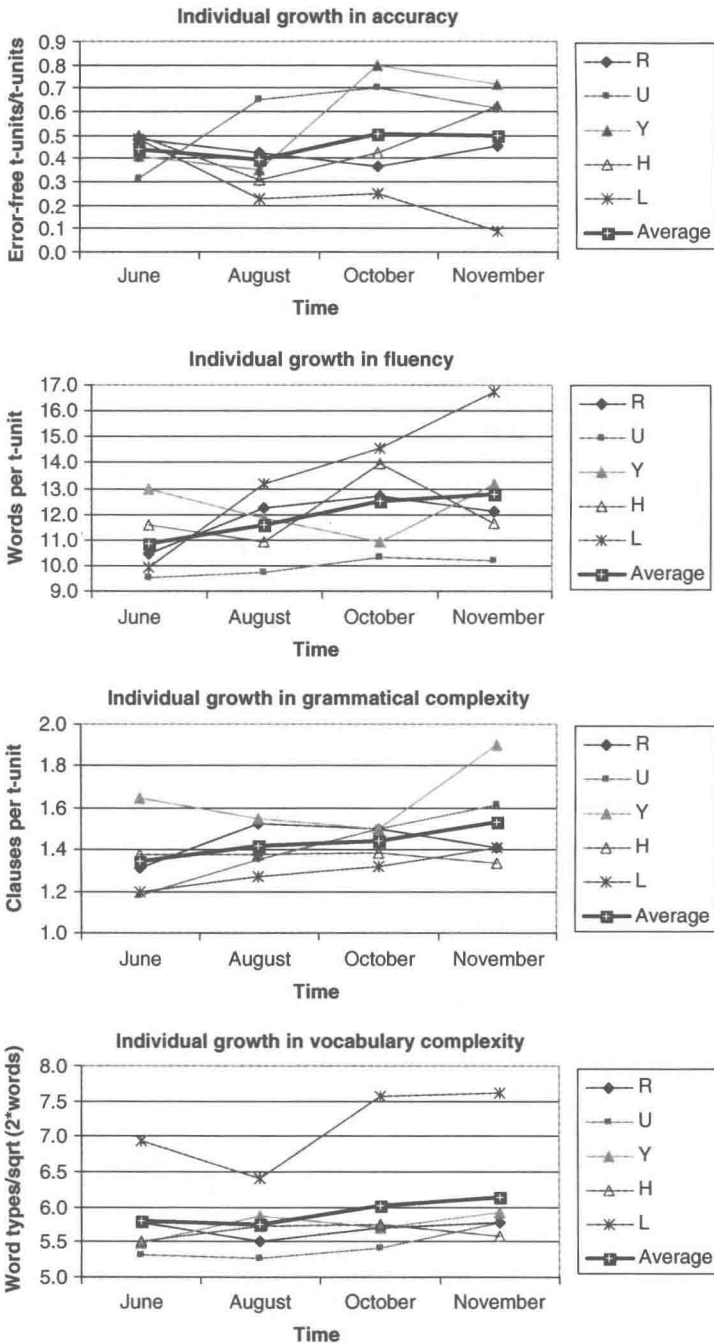 Individual growth in accuracy
Error-free t-units/t-units
0.9
0.8
0.7
0.6
0.5
0.4
0.3
0.2
0.1
0.0
June August October November
Time
R
U
Y
H
L
Average
Individual growth in fluency
Words per t-unit
17.0
16.0
15.0
14.0
13.0
12.0
11.0
10.0
9.0
June August October November
Time
R
U
Y
H
L
Average
Individual growth in grammatical complexity
Clauses per t-unit
2.0
1.8
1.6
1.4
1.2
1.0
June August October November
Time
R
U
Y
H
L
Average
Individual growth in vocabulary complexity
Word types/sqrt (2*words)
8.0
7.5
7.0
6.5
6.0
5.5
5.0
June August October November
Time
R
U
Y
H
L
Average